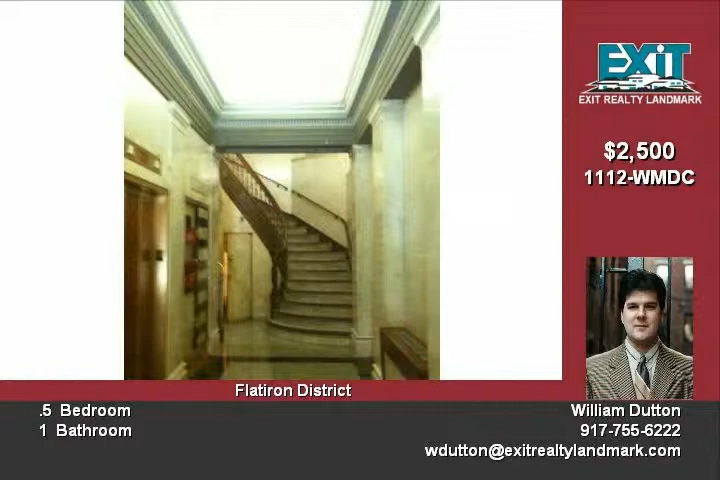 EXIT
EXIT REALTY LANDMARK
$2,500
1112-WMDC
Flatiron District
.5 Bedroom
1 Bathroom
William Dutton
917-755-6222
wdutton@exitrealtylandmark.com